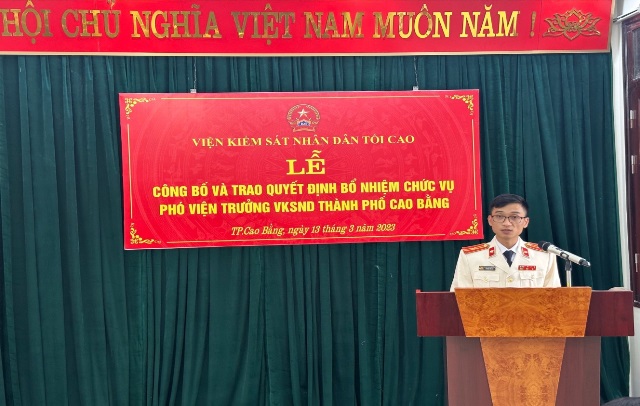 HỘI CHỦ NGHĨA VIỆT NAM MUÔN NĂM !
VIỆN KIỂM SÁT NHÂN DÂN TỐI CAO
LỄ
CÔNG BỐ VÀ TRAO QUYẾT ĐỊNH BỔ NHIỆM CHỨC VỤ
PHÓ VIỆN TRƯỞNG VKSND THÀNH PHỐ CAO BẰNG
TP.Cao Bằng, ngày 13 tháng 3 năm 2023